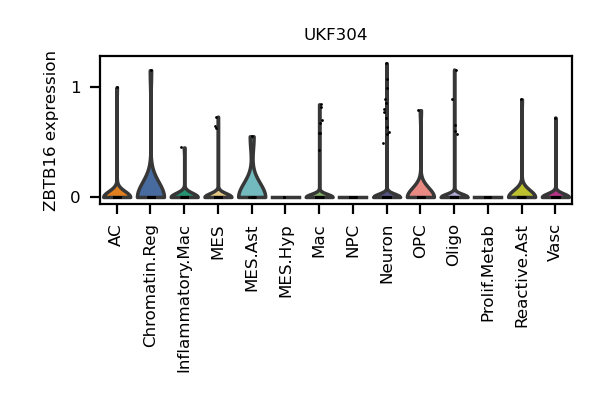 UKF304
ZBTB16 expression
1
0
AC
Chromatin.Reg
Inflammatory.Mac
MES
MES.Ast
MES.Hyp
Mac
NPC
Neuron
OPC
Oligo
Prolif.Metab
Reactive.Ast
Vasc